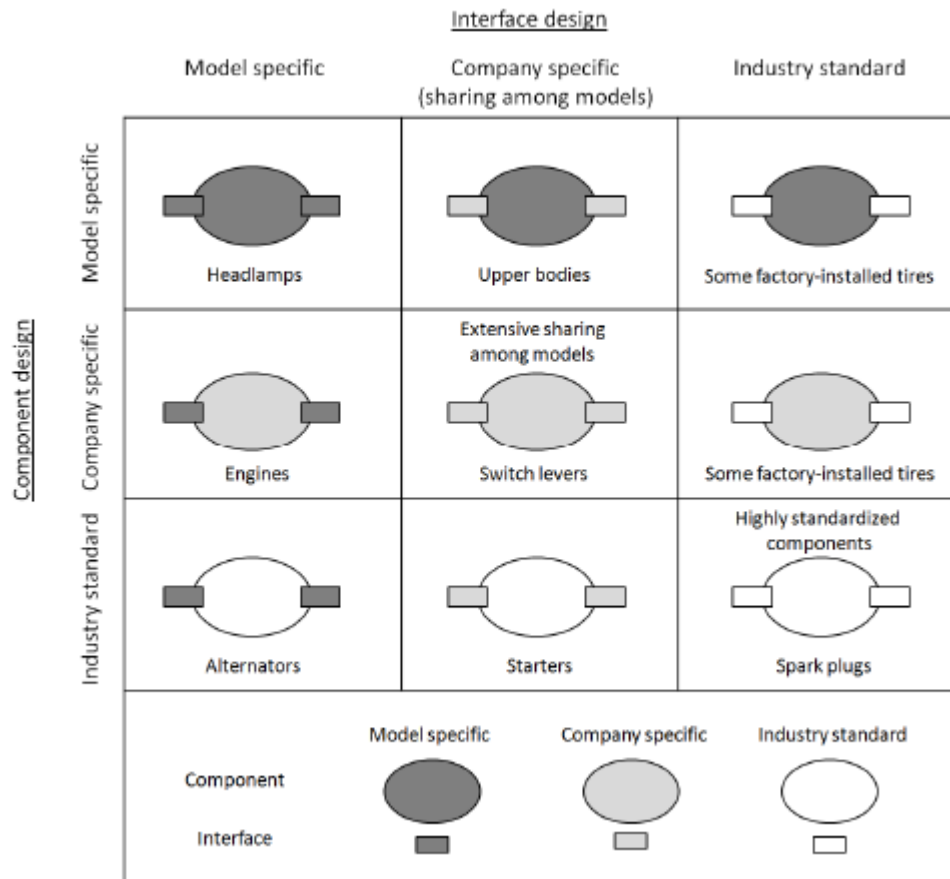 Interface design
Model specific
Company specific
(sharing among models)
Industry standard
Component design
Model specific
Headlamps
Upper bodies
Some factory-installed tires
Company specific
Engines
Extensive sharing
among models
Switch levers
Some factory-installed tires
Industry standard
Alternators
Starters
Highly standardized
components
Spark plugs
Model specific
Company specific
Industry standard
Component
Interface